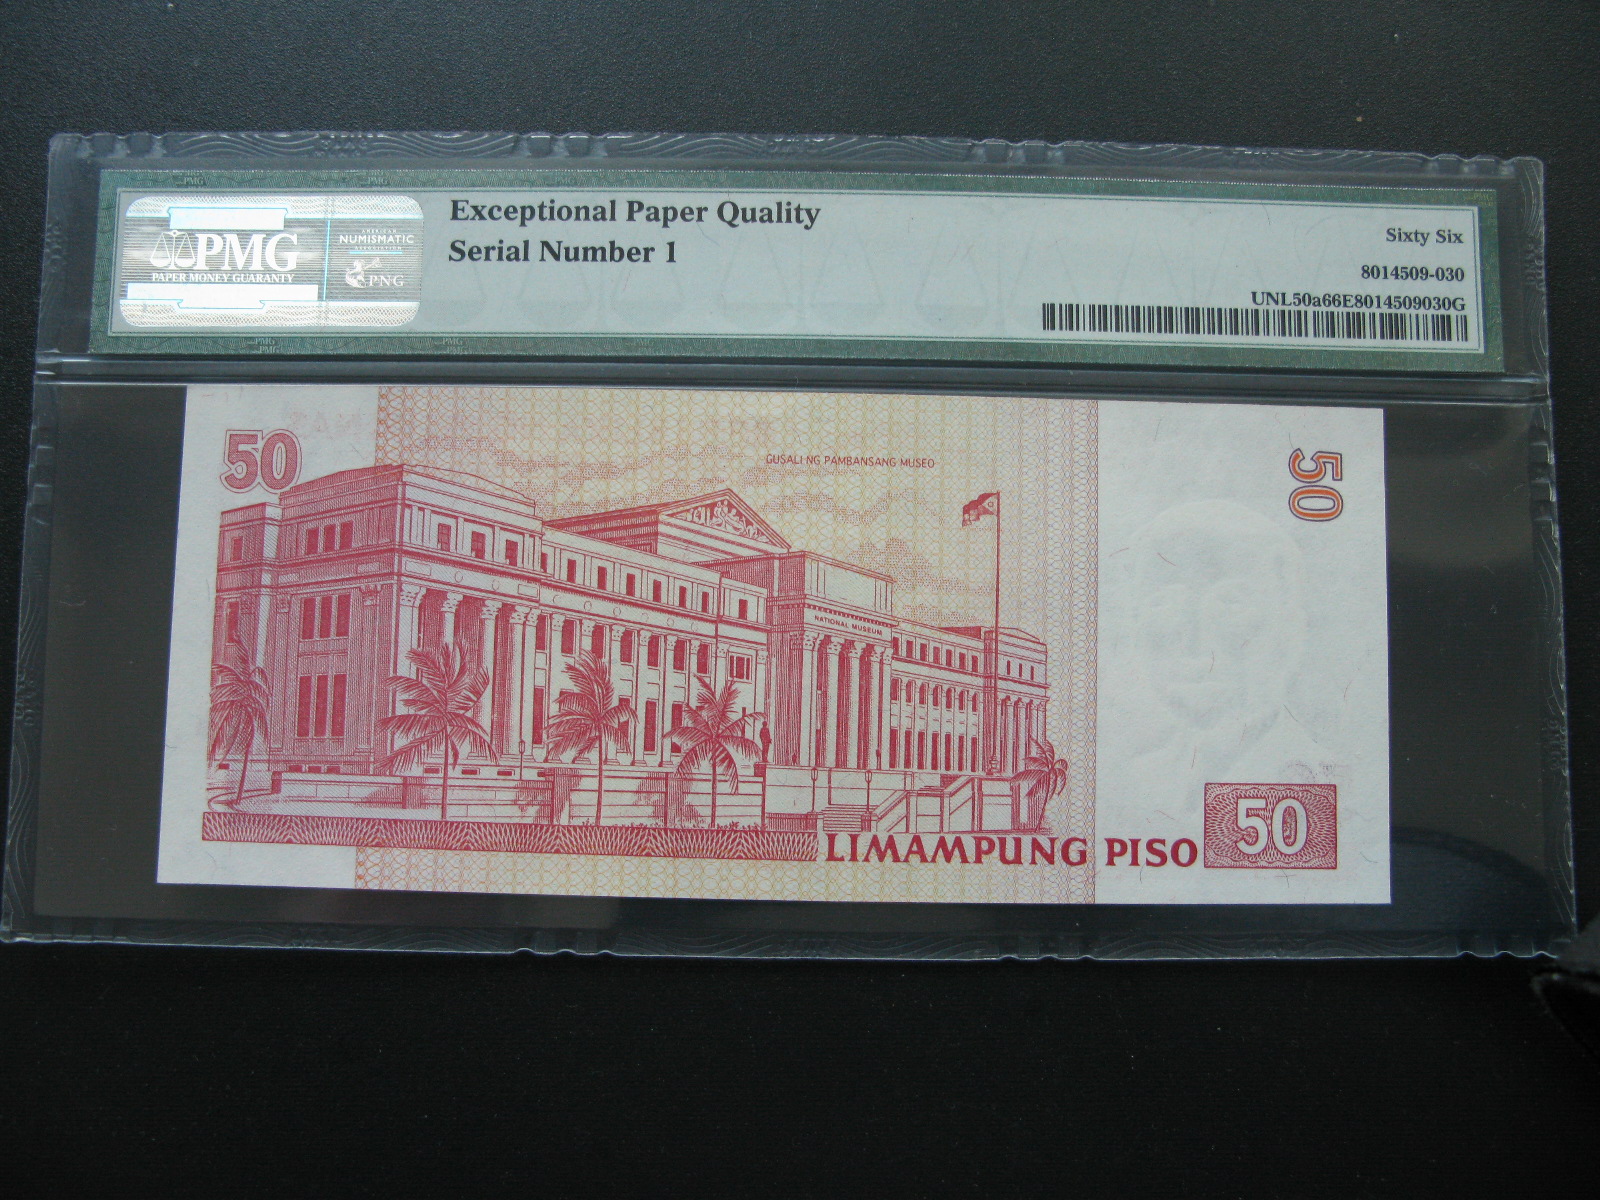 PMG
PAPER MONEY GUARANTY
AMERICAN
NUMISMATIC
ASSOCIATION
PNG
Exceptional Paper Quality
Serial Number 1
Sixty Six
8014509-030
UNL50a66E8014509030G
50
GUSALI NG PAMBANSANG MUSEO
50
NATIONAL MUSEUM
LIMAMPUNG PISO
50